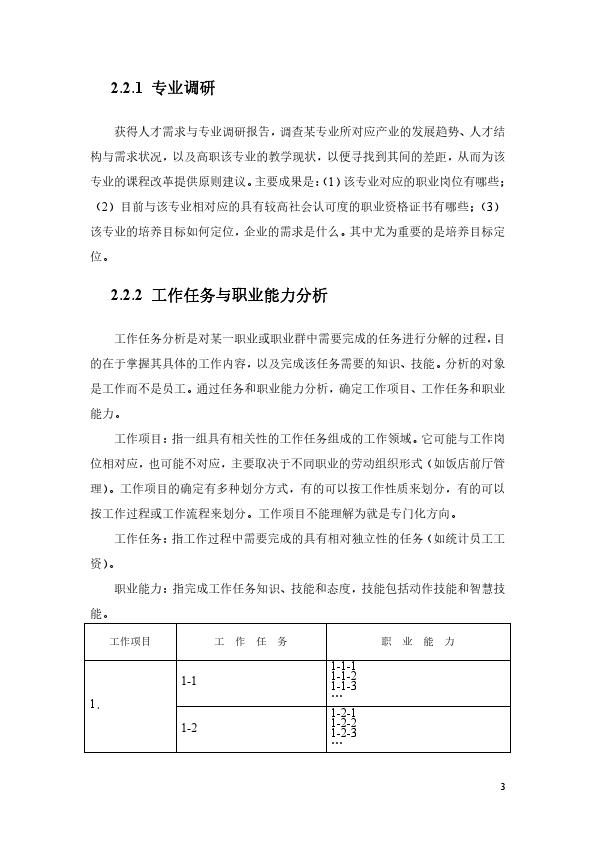 2.2.1 专业调研
获得人才需求与专业调研报告，调查某专业所对应产业的发展趋势、人才结
构与需求状况，以及高职该专业的教学现状，以便寻找到其间的差距，从而为该
专业的课程改革提供原则建议。主要成果是：（1）该专业对应的职业岗位有哪些；
（2）目前与该专业相对应的具有较高社会认可度的职业资格证书有哪些；（3）
该专业的培养目标如何定位，企业的需求是什么。其中尤为重要的是培养目标定
位。
2.2.2 工作任务与职业能力分析
工作任务分析是对某一职业或职业群中需要完成的任务进行分解的过程，目
的在于掌握其具体的工作内容，以及完成该任务需要的知识、技能。分析的对象
是工作而不是员工。通过任务和职业能力分析，确定工作项目、工作任务和职业
能力。
工作项目：指一组具有相关性的工作任务组成的工作领域。它可能与工作岗
位相对应，也可能不对应，主要取决于不同职业的劳动组织形式（如饭店前厅管
理）。工作项目的确定有多种划分方式，有的可以按工作性质来划分，有的可以
按工作过程或工作流程来划分。工作项目不能理解为就是专门化方向。
工作任务：指工作过程中需要完成的具有相对独立性的任务（如统计员工工
资）。
职业能力：指完成工作任务知识、技能和态度，技能包括动作技能和智慧技
能。
工作项目 工 作 任 务 职 业 能 力
1.
1-1
1-1-1
1-1-2
1-1-3
…
1-2
1-2-1
1-2-2
1-2-3
…
3